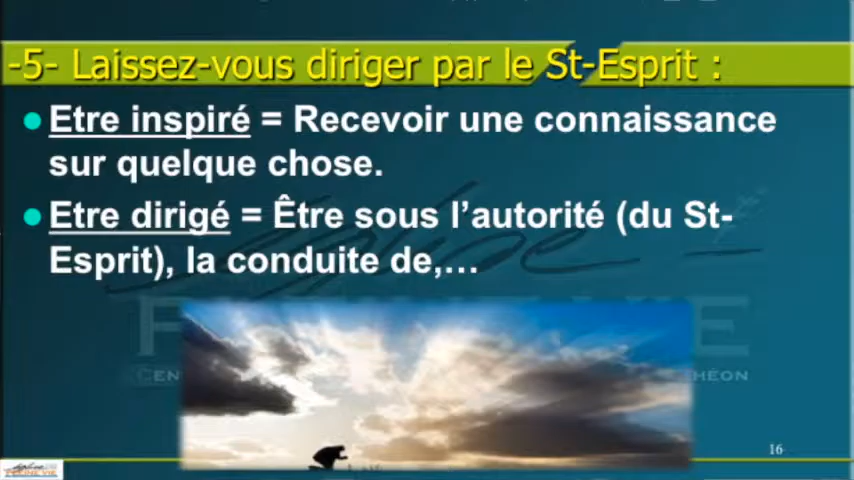 -5- Laissez-vous diriger par le St-Esprit :
Etre inspiré = Recevoir une connaissance
sur quelque chose.
Etre dirigé = Être sous l'autorité (du St-
Esprit), la conduite de,…
16